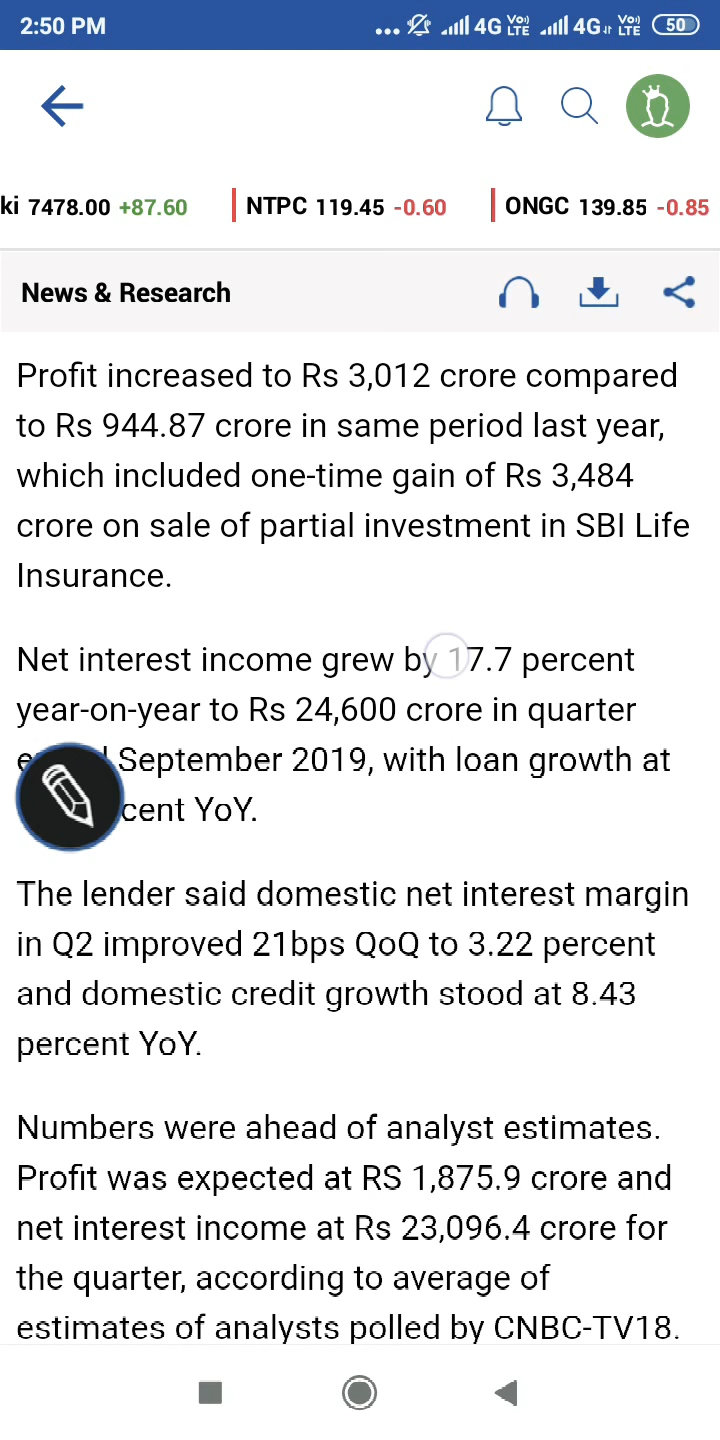 2:50 PM 4G Vo) LTE 4G Vo) LTE 50
ki 7478.00 +87.60 NTPC 119.45 -0.60 ONGC 139.85 -0.85
News & Research
Profit increased to Rs 3,012 crore compared
to Rs 944.87 crore in same period last year,
which included one-time gain of Rs 3,484
crore on sale of partial investment in SBI Life
Insurance.
Net interest income grew by 17.7 percent
year-on-year to Rs 24,600 crore in quarter
September 2019, with loan growth at
cent YoY.
The lender said domestic net interest margin
in Q2 improved 21bps QoQ to 3.22 percent
and domestic credit growth stood at 8.43
percent YoY.
Numbers were ahead of analyst estimates.
Profit was expected at RS 1,875.9 crore and
net interest income at Rs 23,096.4 crore for
the quarter, according to average of
estimates of analysts polled by CNBC-TV18.